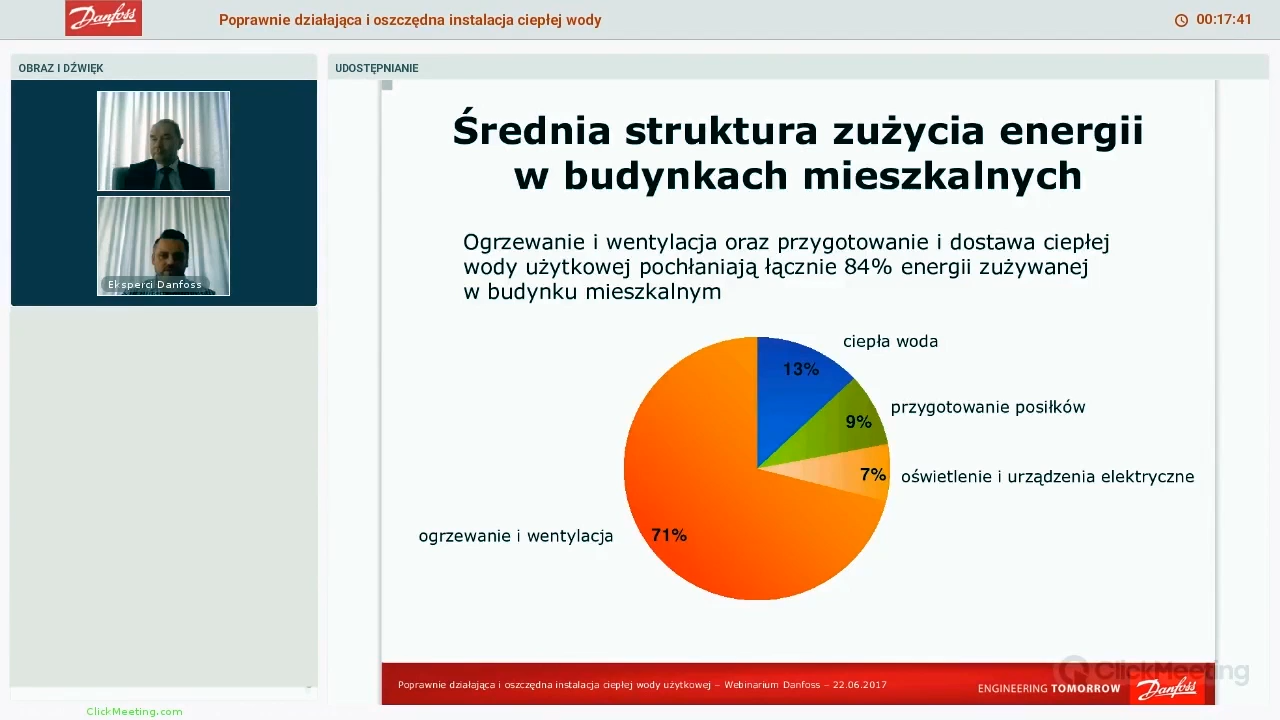 Danfoss
Poprawnie działająca i oszczędna instalacja ciepłej wody
00:17:41
OBRAZ I DŹWIĘK
UDOSTĘPNIANIE
Eksperci Danfoss
Średnia struktura zużycia energii
w budynkach mieszkalnych
Ogrzewanie i wentylacja oraz przygotowanie i dostawa ciepłej
wody użytkowej pochłaniają łącznie 84% energii zużywanej
w budynku mieszkalnym
ciepła woda
13%
przygotowanie posiłków
9%
7%
oświetlenie i urządzenia elektryczne
ogrzewanie i wentylacja
71%
ClickMeeting
Poprawnie działająca i oszczędna instalacja ciepłej wody użytkowej – Webinarium Danfoss – 22.06.2017
ENGINEERING TOMORROW
Danfoss
ClickMeeting.com